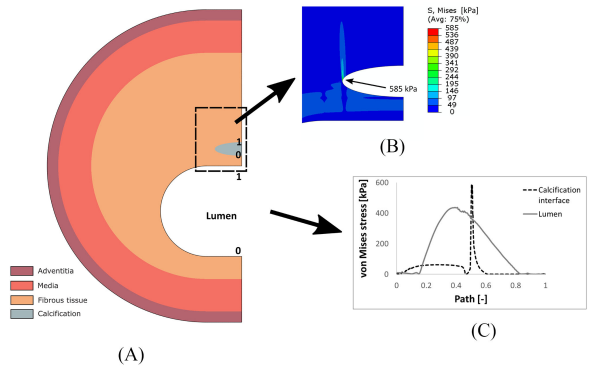 1
0
1
Lumen
0
Adventitia
Media
Fibrous tissue
Calcification
(A)
S, Mises [kPa]
(Avg: 75%)
585
536
487
439
390
341
292
244
195
146
97
49
0
585 kPa
(B)
von Mises stress [kPa]
600
400
200
0
0
0.2
0.4
0.6
0.8
1
Path [-]
Calcification
interface
Lumen
(C)